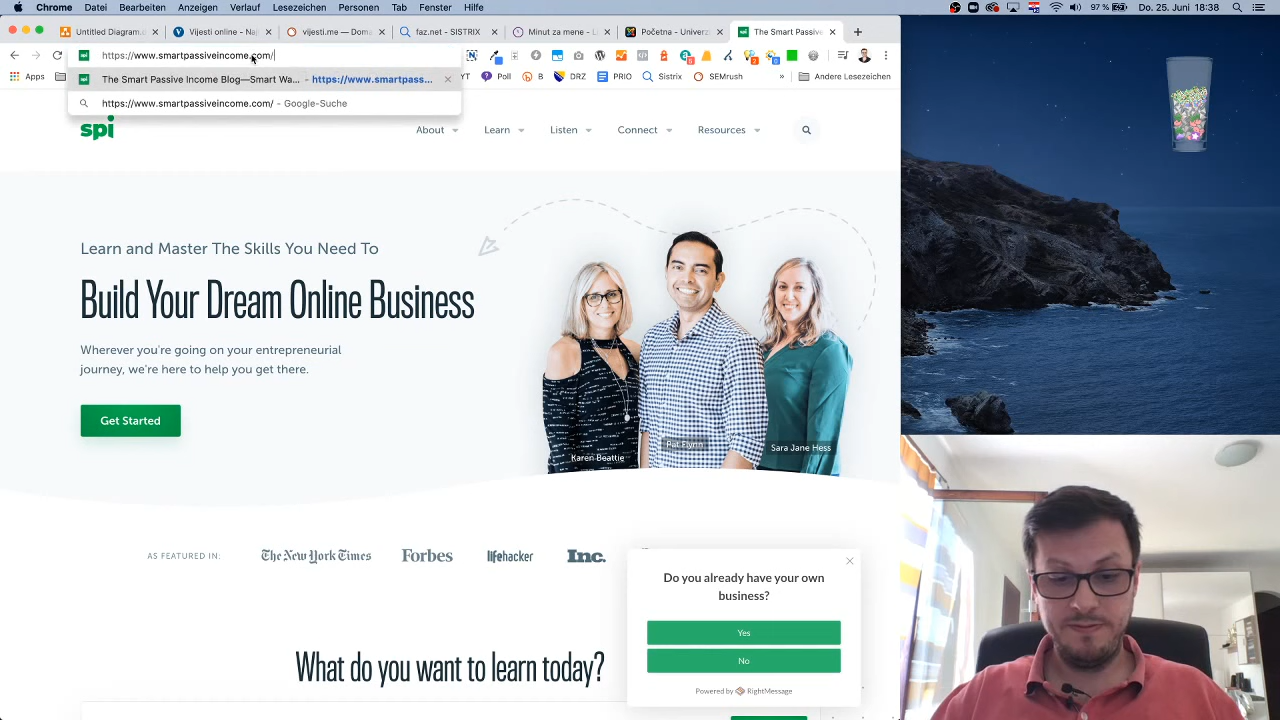 Chrome Datei Bearbeiten Anzeigen Verlauf Lesezeichen Personen Tab Fenster Hilfe
91 % Do. 25. Juni 18:38
Untitled Diagram. Vijesti online - Naj vijesti.me — Dom faz.net - SISTRIX Minut za mene - L Početna - Univerz The Smart Passive
https://www.smartpassiveincome.com/
Apps YT Polovi BJ DRZ PRIO Sistrix SEMrush » Andere Lesezeichen
The Smart Passive Income Blog—Smart Wa... - https://www.smartpass...
https://www.smartpassiveincome.com/ - Google-Suche
spi
About Learn Listen Connect Resources
Learn and Master The Skills You Need To
Build Your Dream Online Business
Wherever you're going on your entrepreneurial
journey, we're here to help you get there.
Get Started
Karen Beattie Pat Flynn Sara Jane Hess
AS FEATURED IN: The New York Times Forbes lifehacker Inc.
Do you already have your own
business?
Yes
No
Powered by RightMessage
What do you want to learn today?